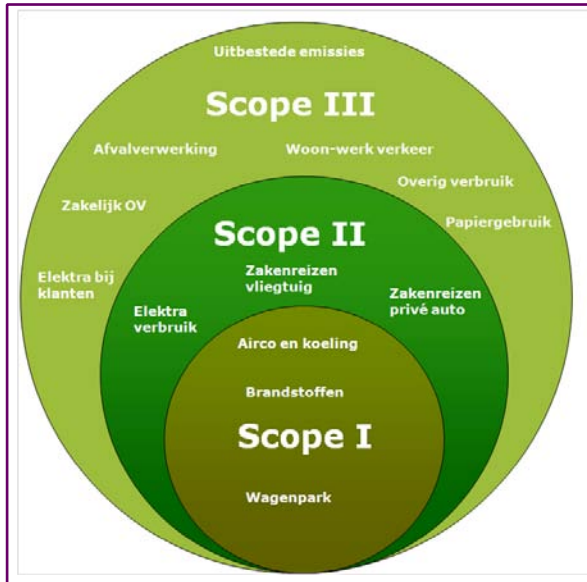 Uitbestede emissies
Scope III
Afvalverwerking
Woon-werk verkeer
Overig verbruik
Zakelijk OV
Papiergebruik
Scope II
Elektra bij
klanten
Zakenreizen
vliegtuig
Zakenreizen
privé auto
Elektra
verbruik
Airco en koeling
Brandstoffen
Scope I
Wagenpark